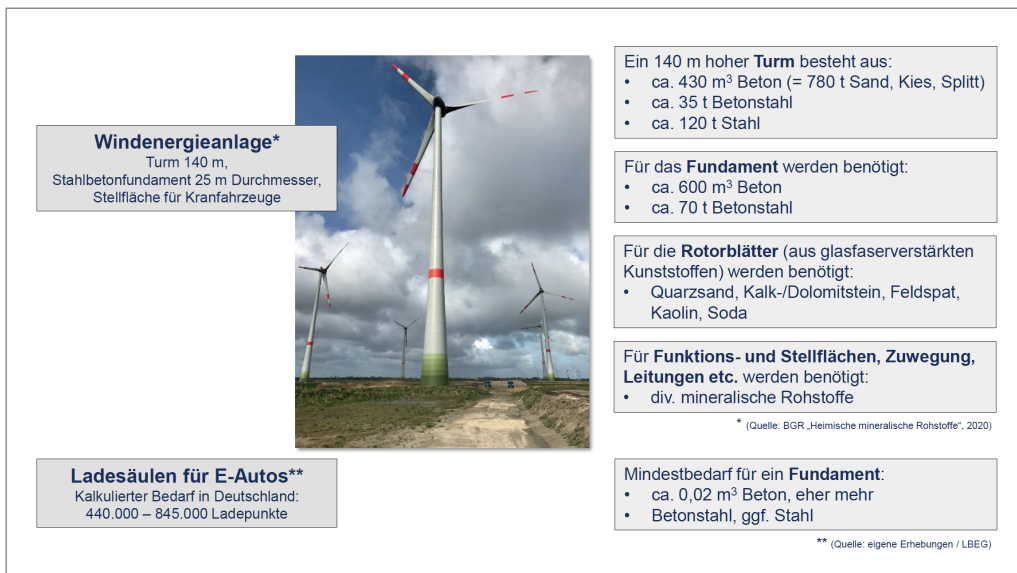 Windenergieanlage*
Turm 140 m,
Stahlbetonfundament 25 m Durchmesser,
Stellfläche für Kranfahrzeuge
Ein 140 m hoher Turm besteht aus:
• ca. 430 m³ Beton (= 780 t Sand, Kies, Splitt)
• ca. 35 t Betonstahl
• ca. 120 t Stahl
Für das Fundament werden benötigt:
• ca. 600 m³ Beton
• ca. 70 t Betonstahl
Für die Rotorblätter (aus glasfaserverstärkten
Kunststoffen) werden benötigt:
• Quarzsand, Kalk-/Dolomitstein, Feldspat,
Kaolin, Soda
Für Funktions- und Stellflächen, Zuwegung,
Leitungen etc. werden benötigt:
• div. mineralische Rohstoffe
* (Quelle: BGR „Heimische mineralische Rohstoffe“, 2020)
Ladesäulen für E-Autos**
Kalkulierter Bedarf in Deutschland:
440.000 – 845.000 Ladepunkte
Mindestbedarf für ein Fundament:
• ca. 0,02 m³ Beton, eher mehr
• Betonstahl, ggf. Stahl
** (Quelle: eigene Erhebungen / LBEG)